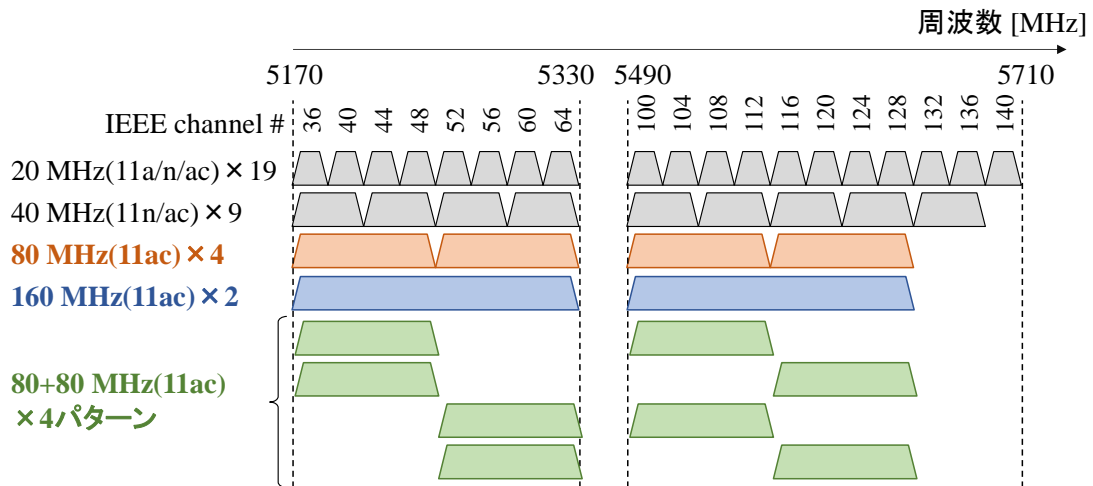 周波数 [MHz]
5170 5330 5490 5710
IEEE channel # 36 40 44 48 52 56 60 64 100 104 108 112 116 120 124 128 132 136 140
20 MHz(11a/n/ac)×19
40 MHz(11n/ac)×9
80 MHz(11ac)×4
160 MHz(11ac)×2
80+80 MHz(11ac)
×4パターン